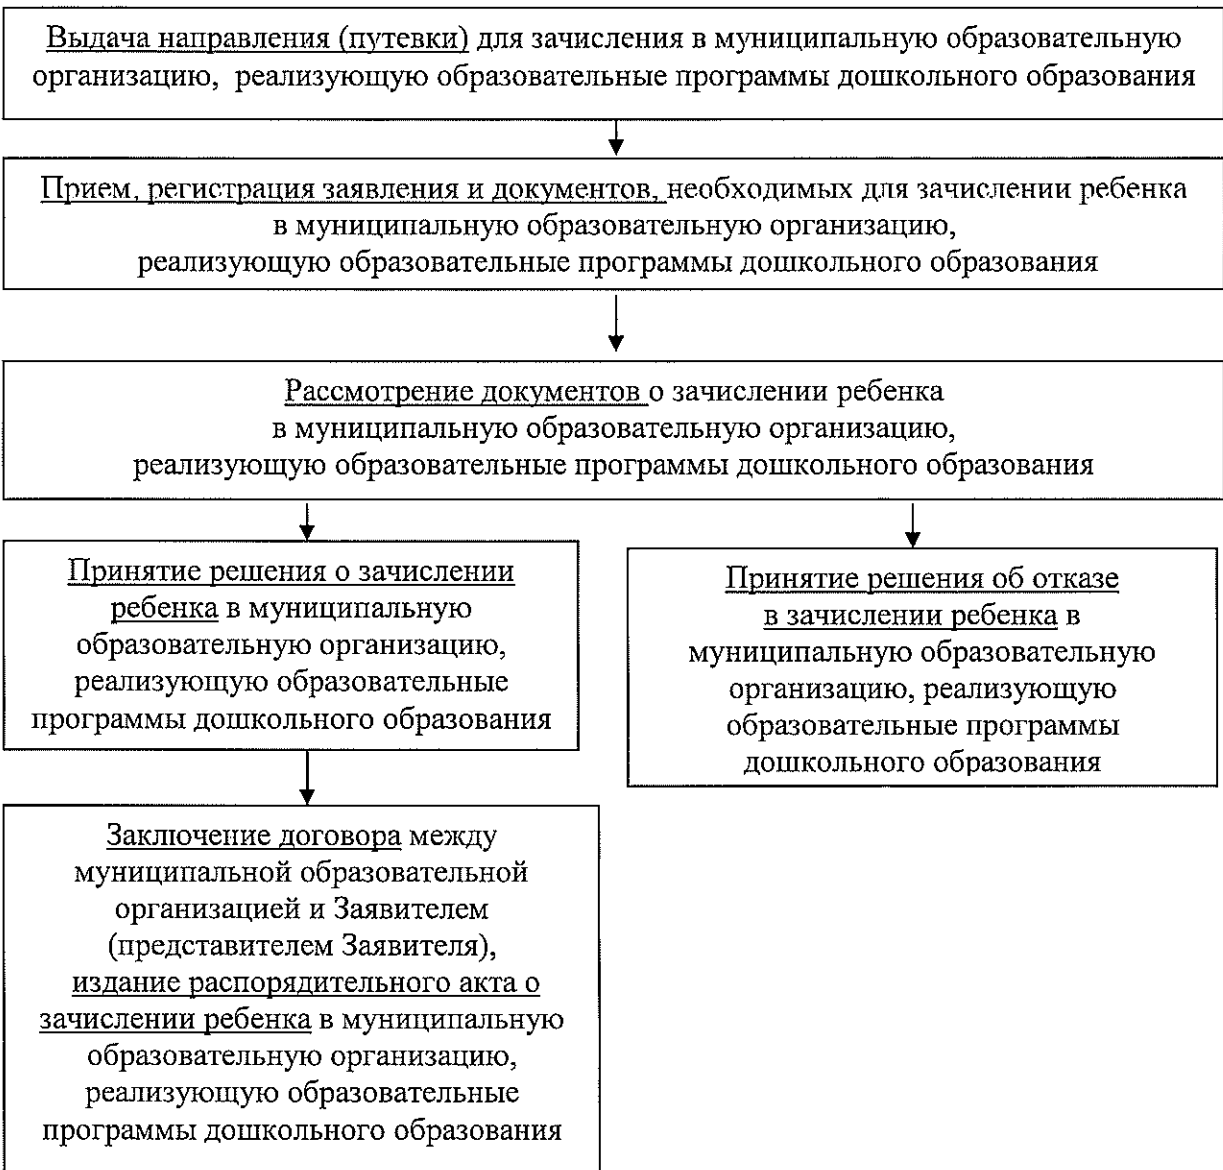 Выдача направления (путевки) для зачисления в муниципальную образовательную
организацию, реализующую образовательные программы дошкольного образования
Прием, регистрация заявления и документов, необходимых для зачислении ребенка
в муниципальную образовательную организацию,
реализующую образовательные программы дошкольного образования
Рассмотрение документов о зачислении ребенка
в муниципальную образовательную организацию,
реализующую образовательные программы дошкольного образования
Принятие решения о зачислении
ребенка в муниципальную
образовательную организацию,
реализующую образовательные
программы дошкольного образования
Принятие решения об отказе
в зачислении ребенка в
муниципальную образовательную
организацию, реализующую
образовательные программы
дошкольного образования
Заключение договора между
муниципальной образовательной
организацией и Заявителем
(представителем Заявителя),
издание распорядительного акта о
зачислении ребенка в муниципальную
образовательную организацию,
реализующую образовательные
программы дошкольного образования